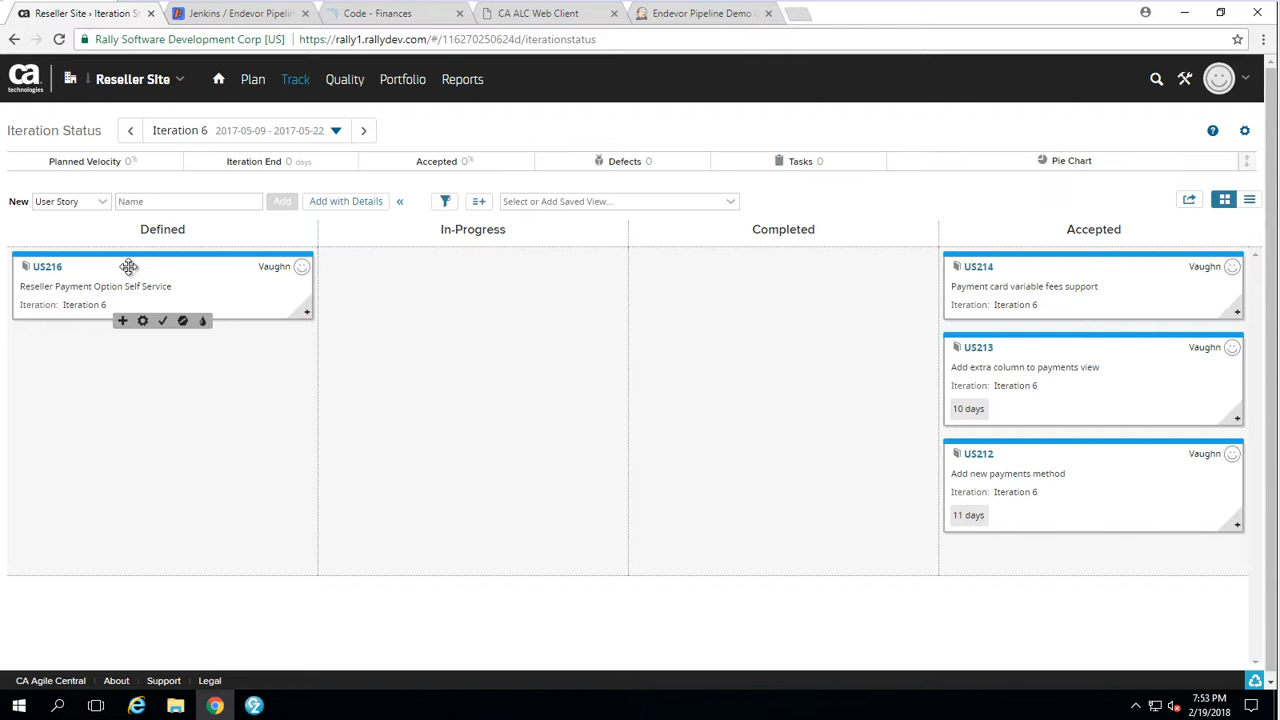 Reseller Site › Iteration S
Jenkins / Endevor Pipelin
Code - Finances
CA ALC Web Client
Endevor Pipeline Demo
Rally Software Development Corp [US]
https://rally1.rallydev.com/#/116270250624d/iterationstatus
ca technologies
Reseller Site
Plan
Track
Quality
Portfolio
Reports
Iteration Status
Iteration 6 2017-05-09 - 2017-05-22
Planned Velocity 0%
Iteration End 0 days
Accepted 0%
Defects 0
Tasks 0
Pie Chart
New
User Story
Name
Add
Add with Details
«
Select or Add Saved View...
Defined
In-Progress
Completed
Accepted
US216 Vaughn
Reseller Payment Option Self Service
Iteration: Iteration 6
US214 Vaughn
Payment card variable fees support
Iteration: Iteration 6
US213 Vaughn
Add extra column to payments view
Iteration: Iteration 6
10 days
US212 Vaughn
Add new payments method
Iteration: Iteration 6
11 days
CA Agile Central
About
Support
Legal
7:53 PM
2/19/2018